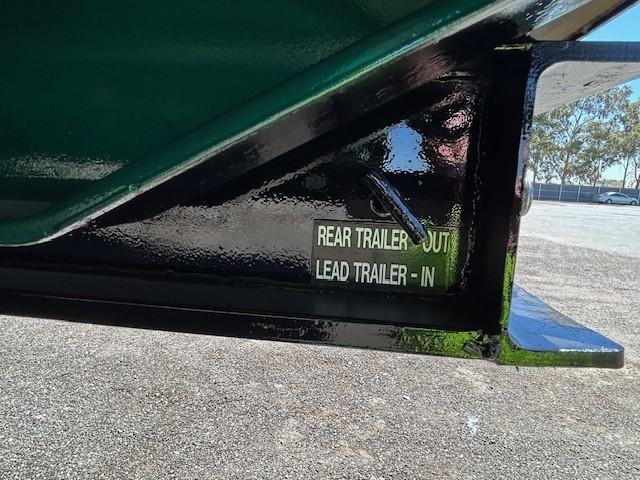 REAR TRAILER - OUT
LEAD TRAILER - IN